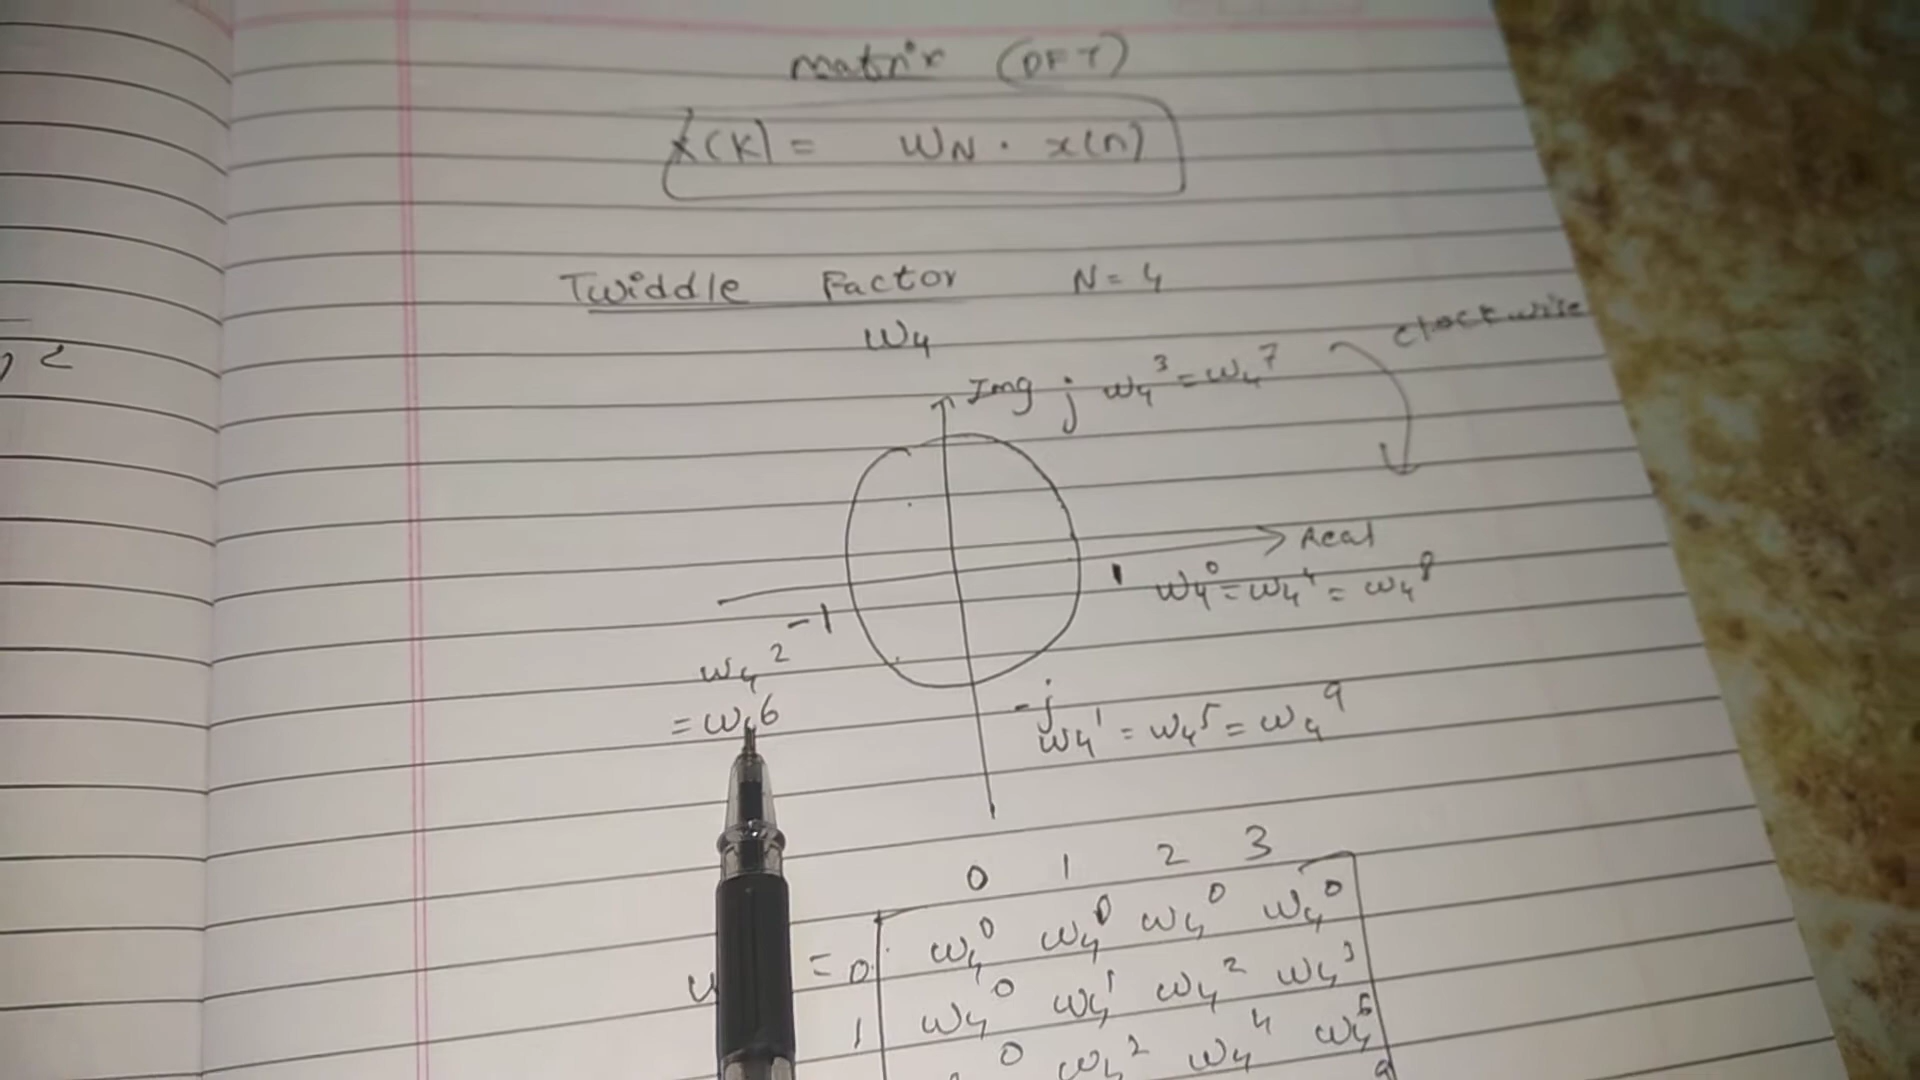 matrix (DFT)
X(K) = WN . x(n)
Twiddle Factor N = 4
W4
Img j W4^3 = W4^7
clockwise
Real
1 W4^0 = W4^4 = W4^8
-1
W4^2
= W4^6
-j
W4^1 = W4^5 = W4^9
0 1 2 3
= 0 W4^0 W4^0 W4^0 W4^0
1 W4^0 W4^1 W4^2 W4^3
0 W4^2 W4^4 W4^6
9